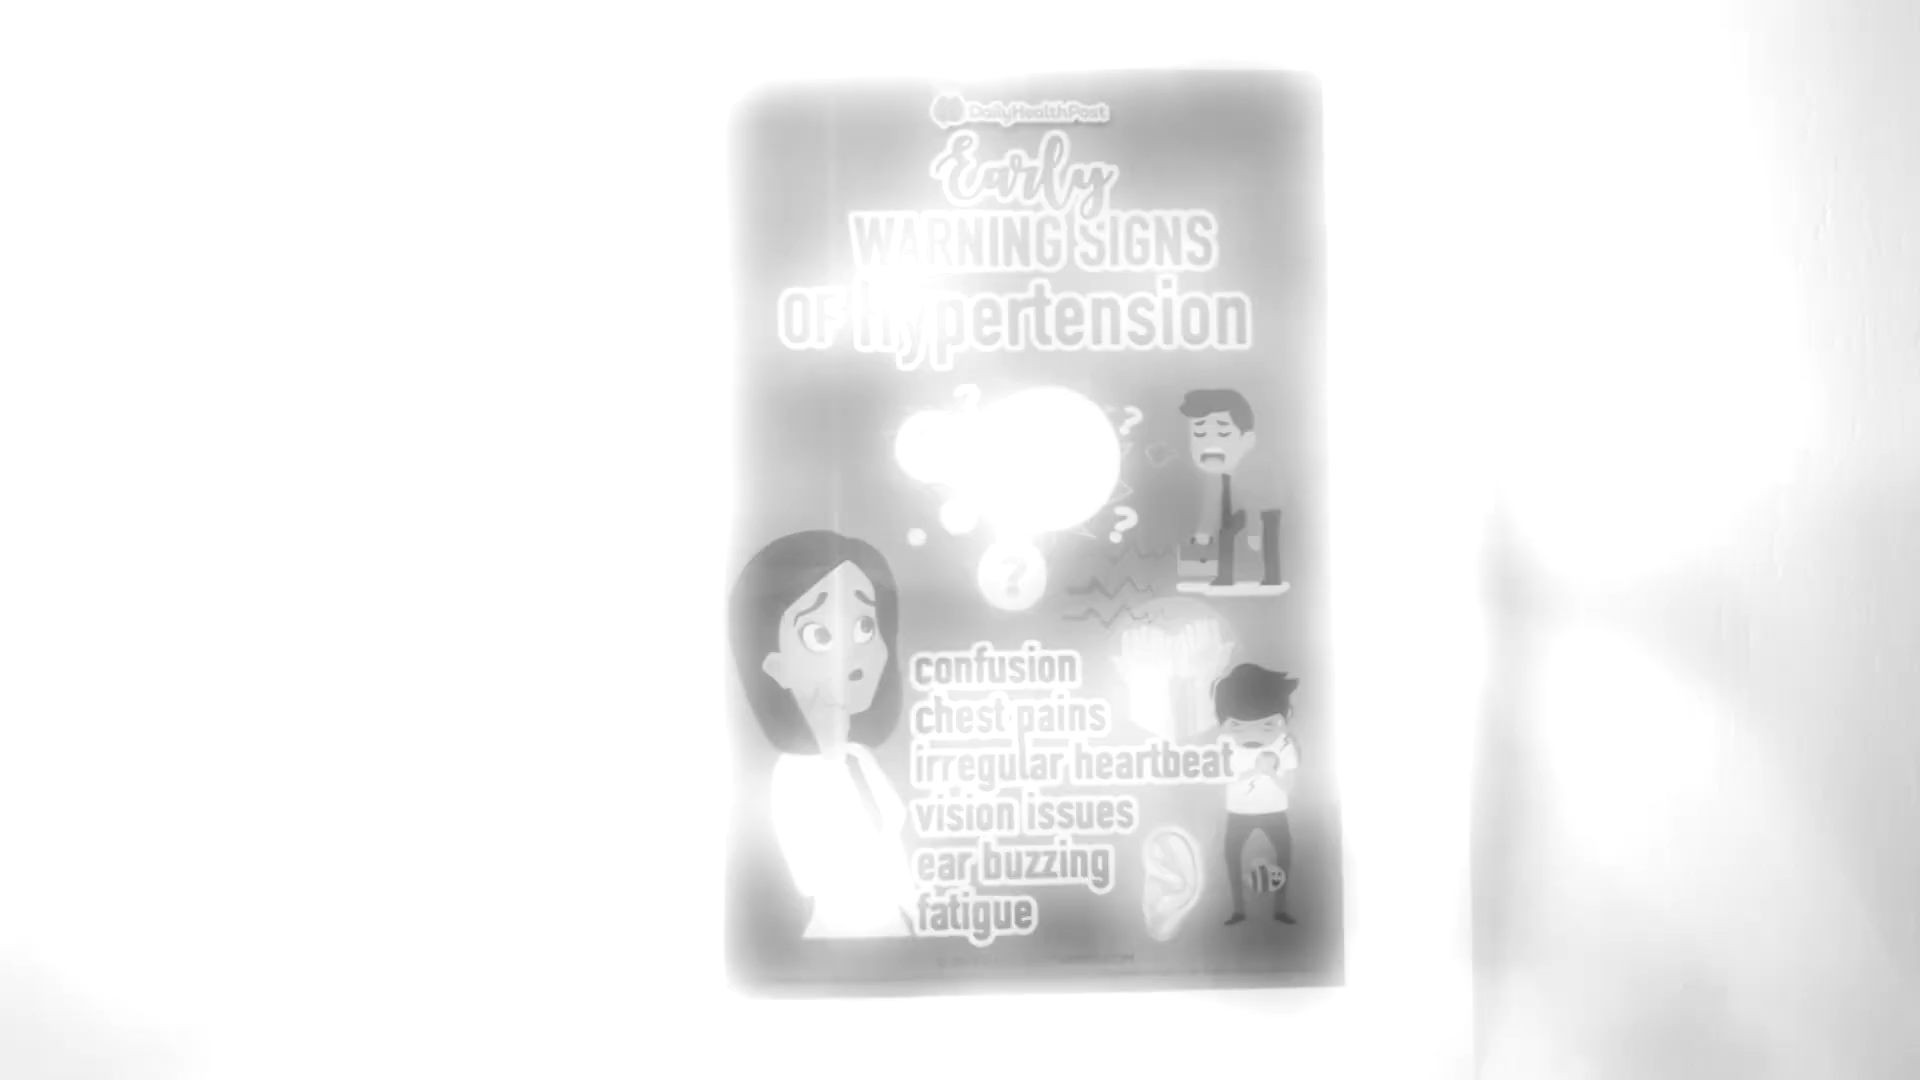 DailyHealthPost
Early
WARNING SIGNS
OF hypertension
?
?
?
?
confusion
chest pains
irregular heartbeat
vision issues
ear buzzing
fatigue